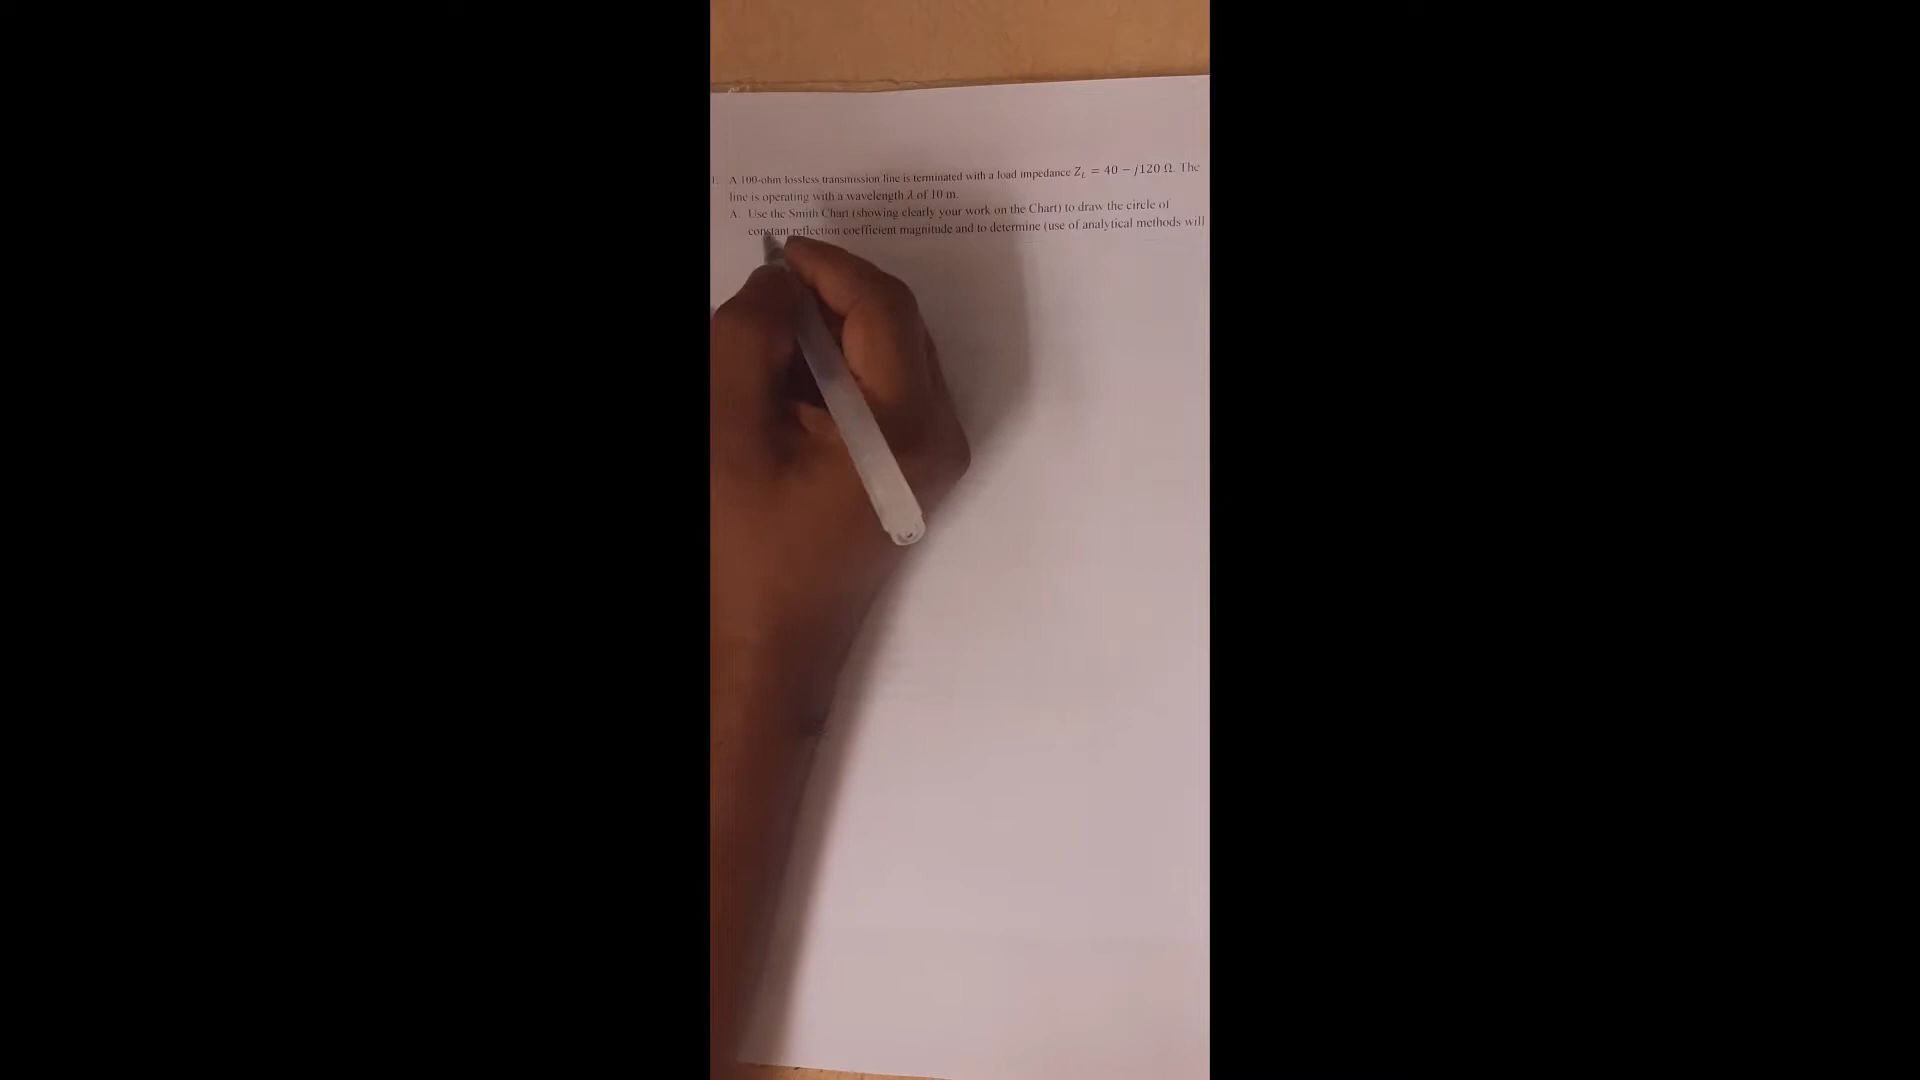 1. A 100-ohm lossless transmission line is terminated with a load impedance Z_L = 40 − j120 Ω. The
line is operating with a wavelength λ of 10 m.
A. Use the Smith Chart (showing clearly your work on the Chart) to draw the circle of
constant reflection coefficient magnitude and to determine (use of analytical methods will